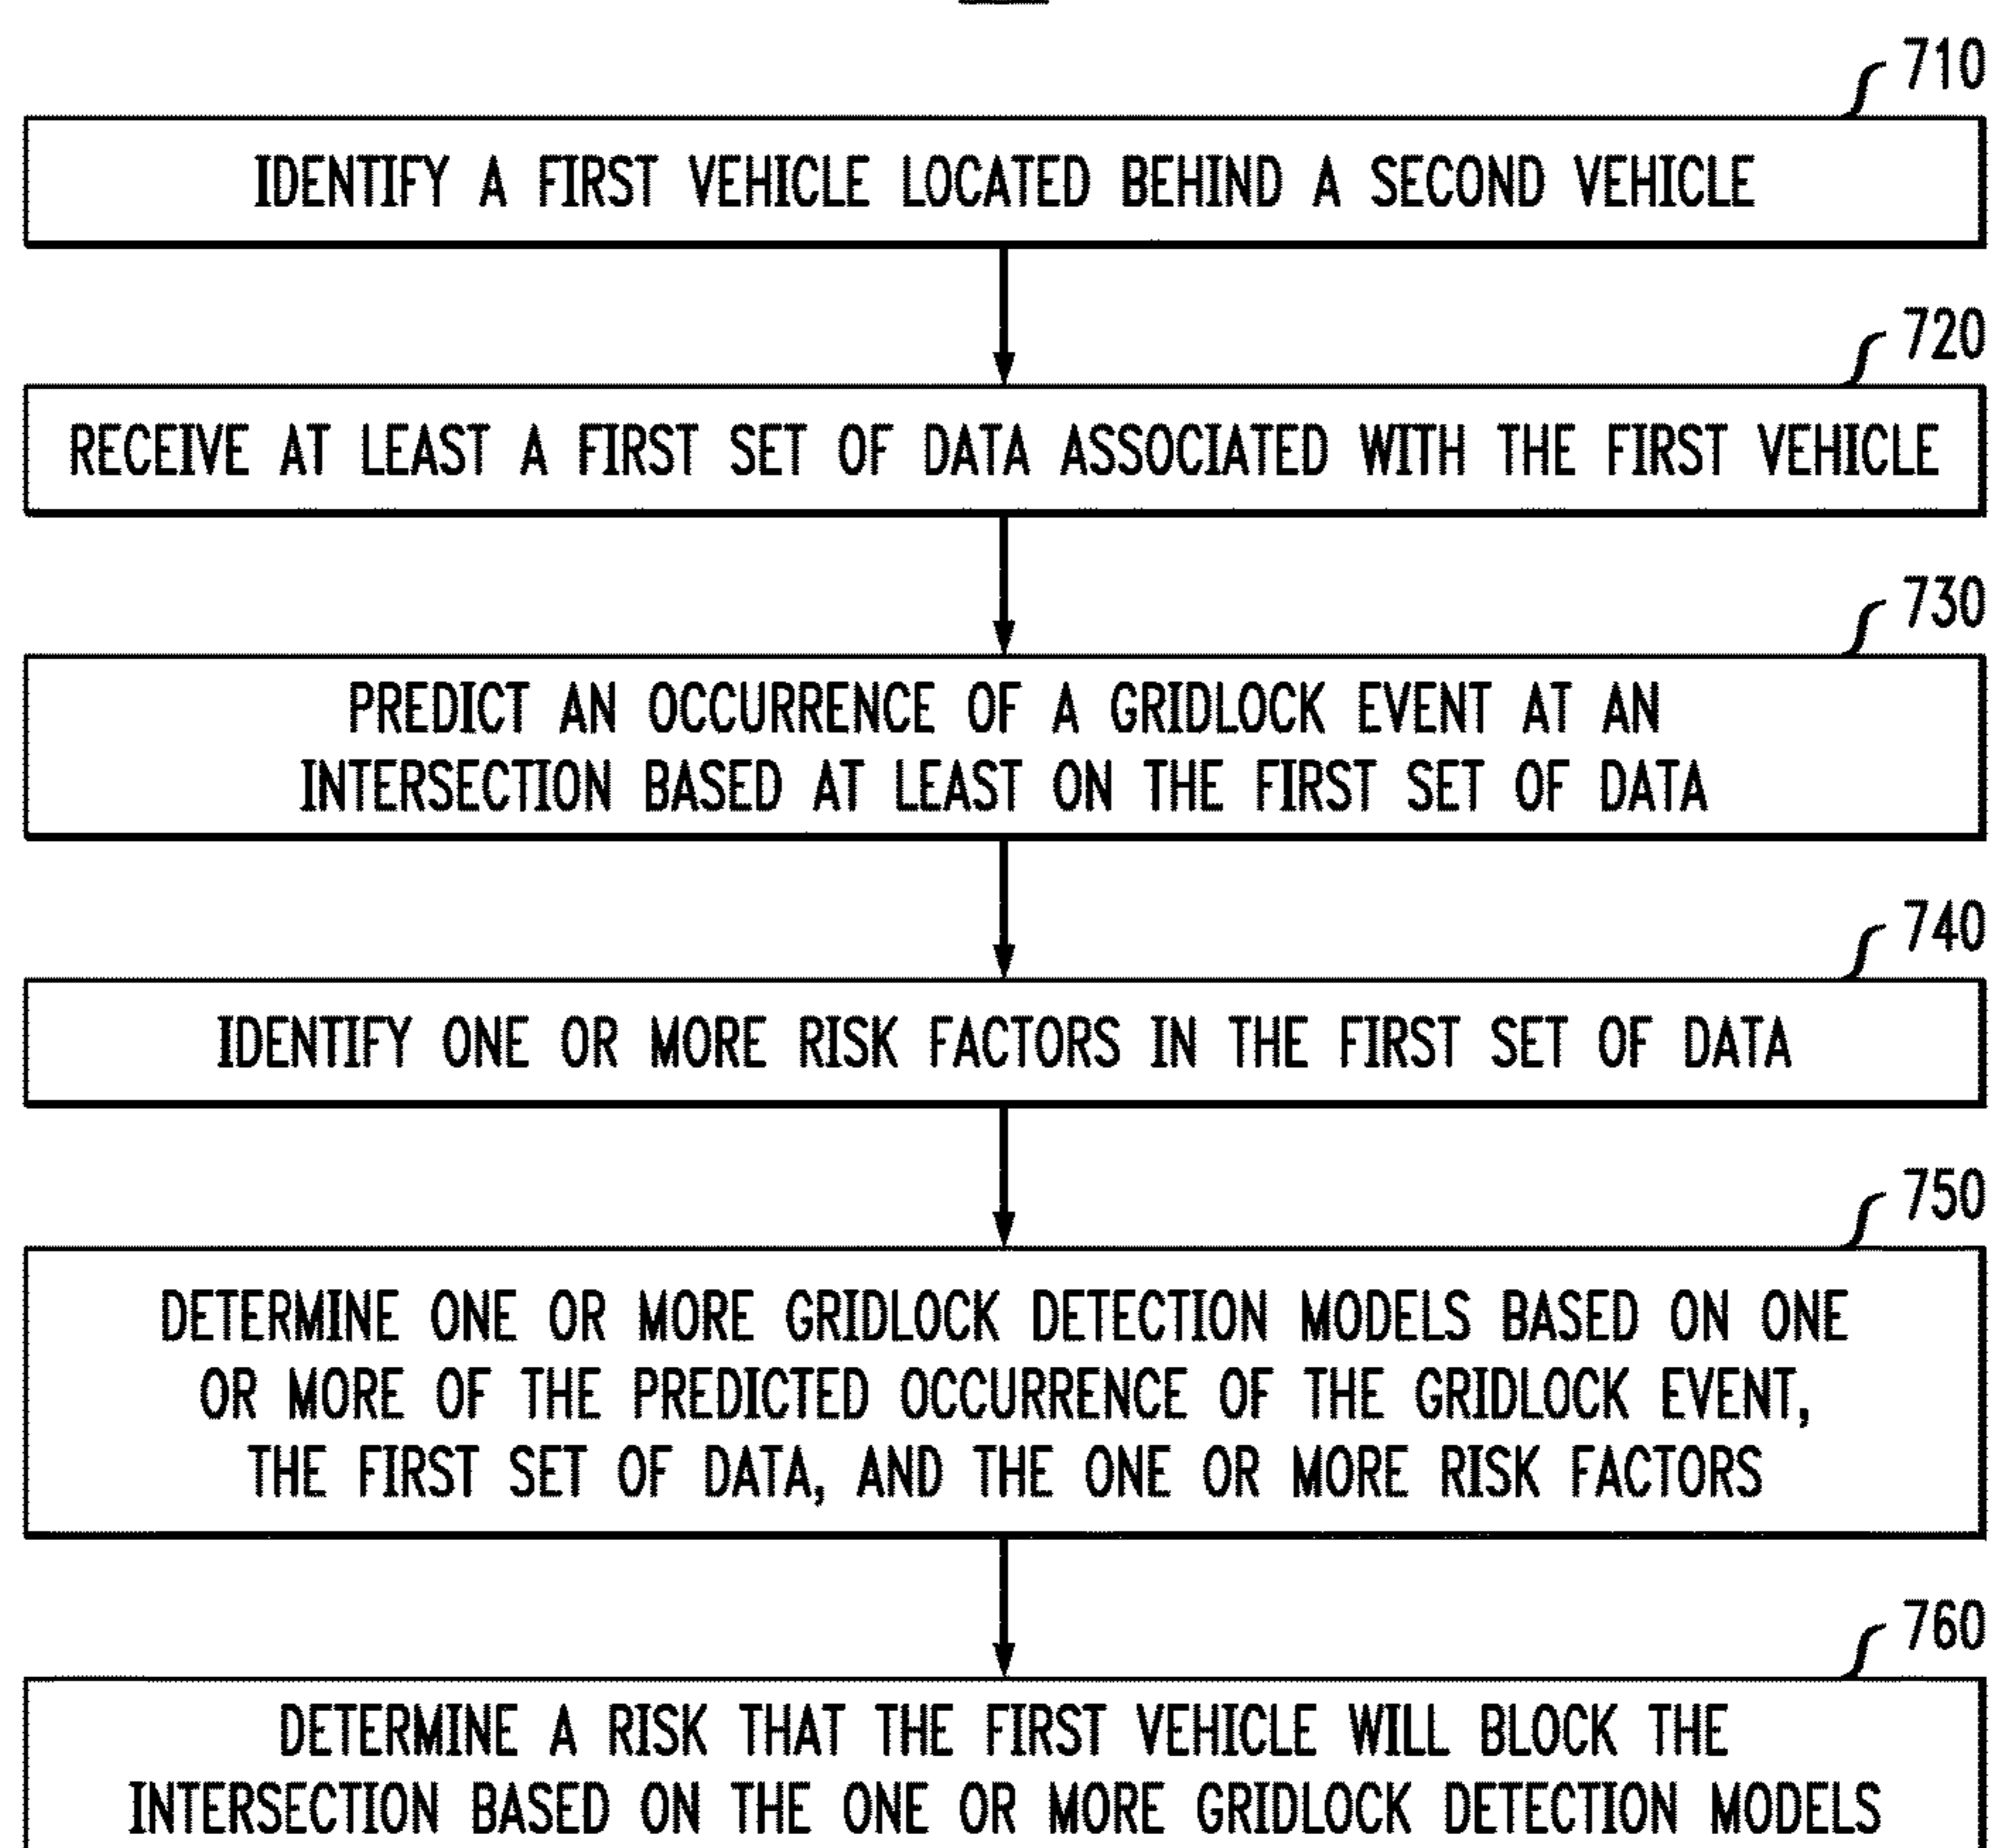 710
IDENTIFY A FIRST VEHICLE LOCATED BEHIND A SECOND VEHICLE
720
RECEIVE AT LEAST A FIRST SET OF DATA ASSOCIATED WITH THE FIRST VEHICLE
730
PREDICT AN OCCURRENCE OF A GRIDLOCK EVENT AT AN
INTERSECTION BASED AT LEAST ON THE FIRST SET OF DATA
740
IDENTIFY ONE OR MORE RISK FACTORS IN THE FIRST SET OF DATA
750
DETERMINE ONE OR MORE GRIDLOCK DETECTION MODELS BASED ON ONE
OR MORE OF THE PREDICTED OCCURRENCE OF THE GRIDLOCK EVENT,
THE FIRST SET OF DATA, AND THE ONE OR MORE RISK FACTORS
760
DETERMINE A RISK THAT THE FIRST VEHICLE WILL BLOCK THE
INTERSECTION BASED ON THE ONE OR MORE GRIDLOCK DETECTION MODELS